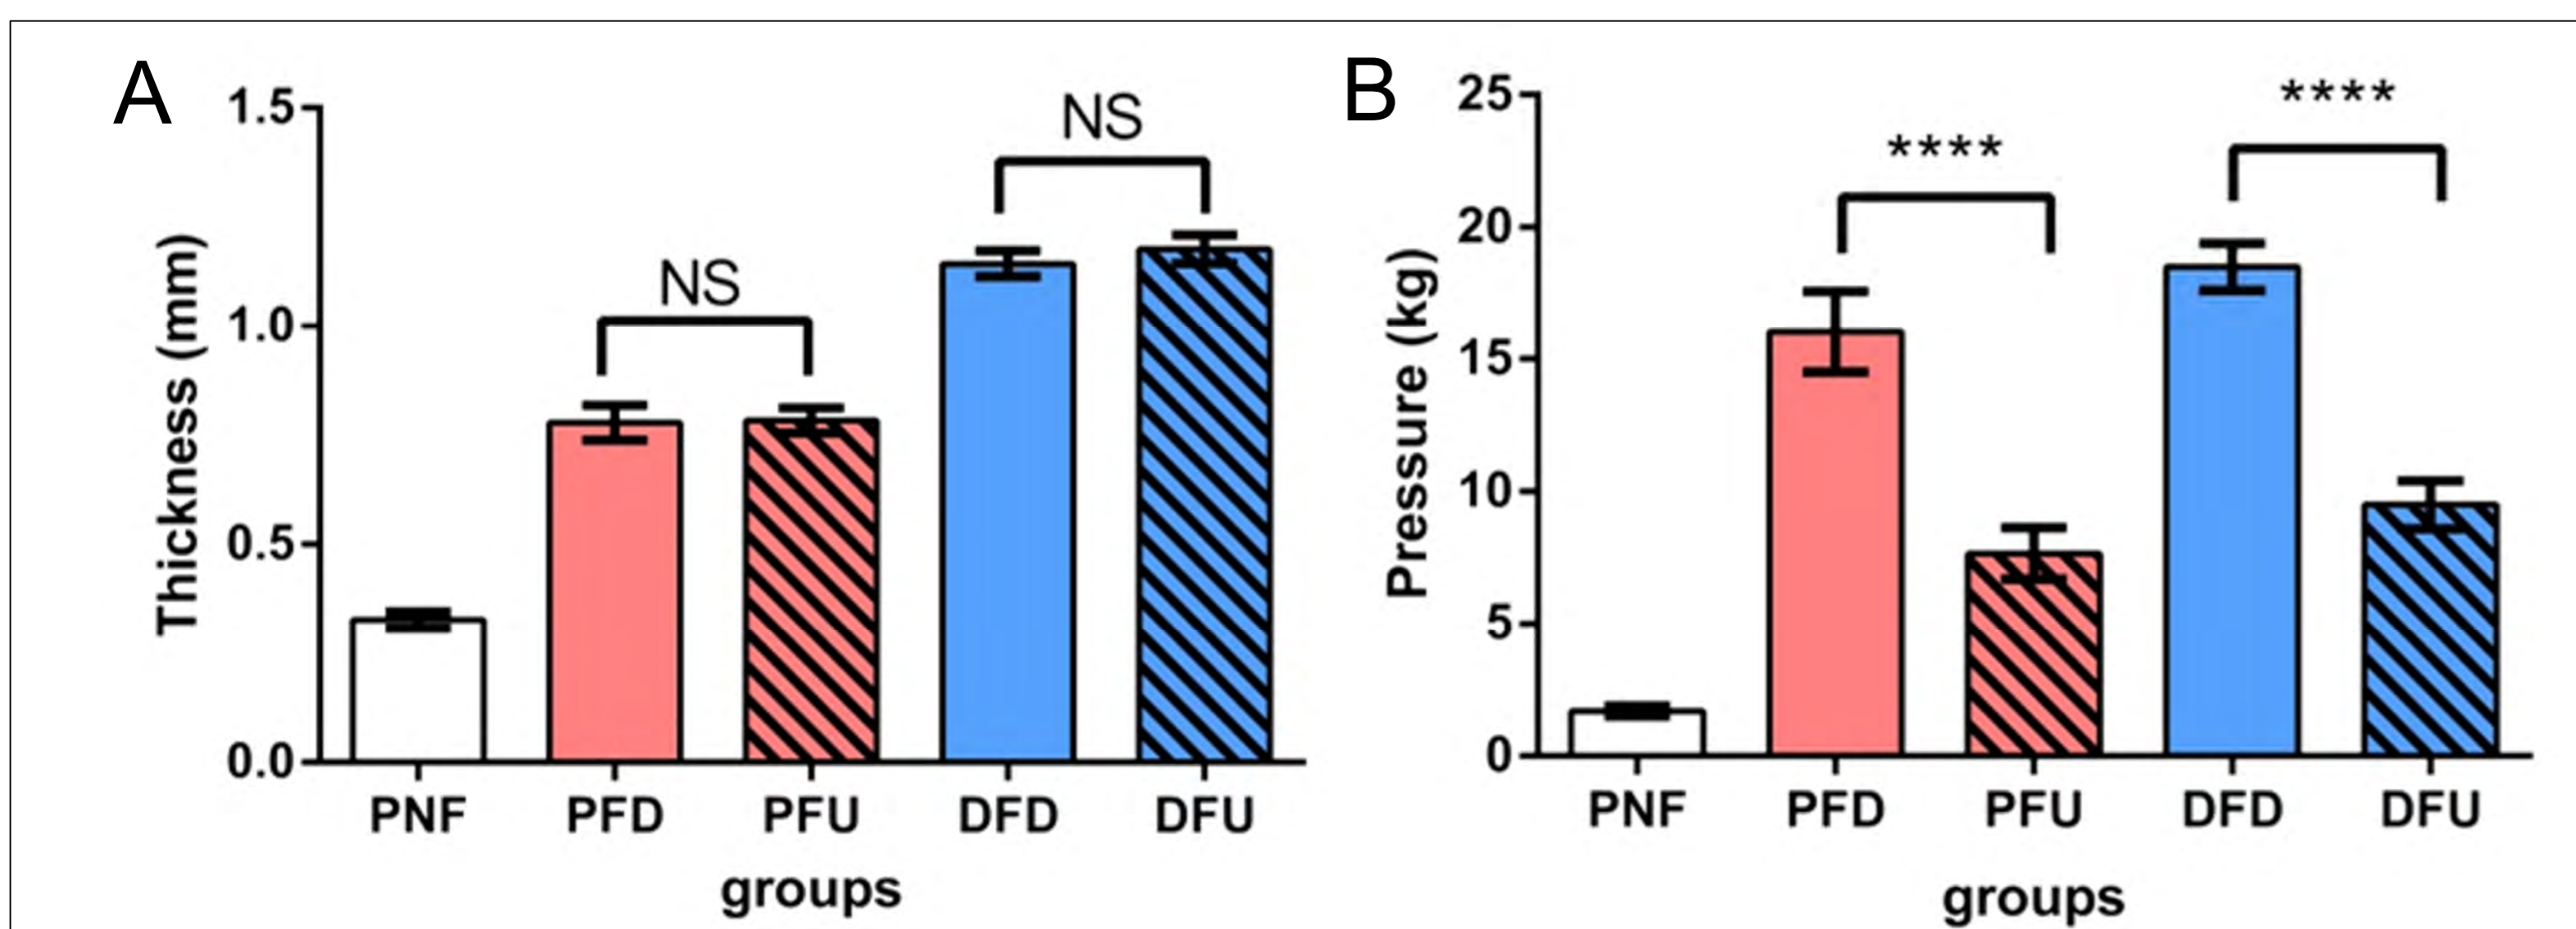 A
1.5
1.0
0.5
0.0
Thickness (mm)
NS
NS
PNF PFD PFU DFD DFU
groups
B
25
20
15
10
5
0
Pressure (kg)
****
****
PNF PFD PFU DFD DFU
groups